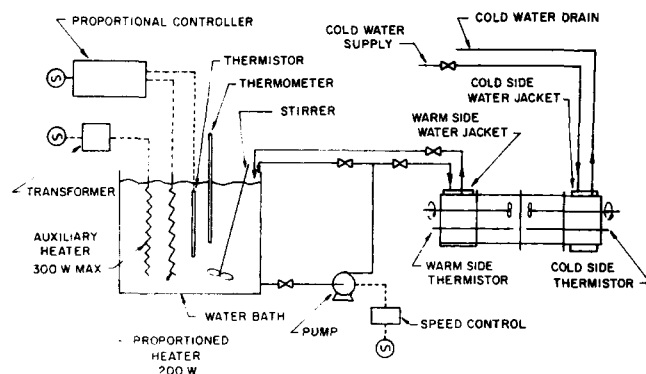 PROPORTIONAL CONTROLLER
THERMISTOR
THERMOMETER
STIRRER
COLD WATER DRAIN
COLD WATER
SUPPLY
COLD SIDE
WATER JACKET
WARM SIDE
WATER JACKET
S
S
TRANSFORMER
AUXILIARY
HEATER
300 W MAX
WARM SIDE
THERMISTOR
COLD SIDE
THERMISTOR
WATER BATH
PUMP
SPEED CONTROL
PROPORTIONED
HEATER
200 W
S